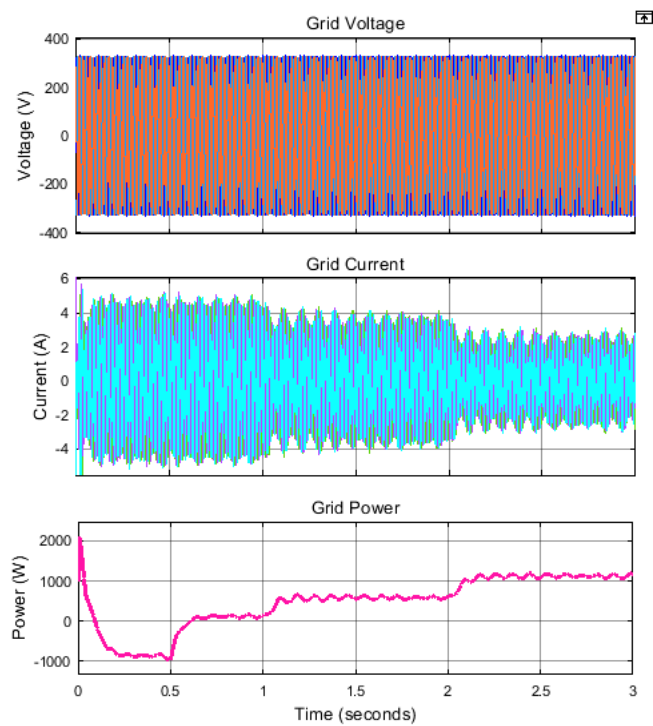 Grid Voltage
400
200
0
-200
-400
Voltage (V)
Grid Current
6
4
2
0
-2
-4
Current (A)
Grid Power
2000
1000
0
-1000
Power (W)
0 0.5 1 1.5 2 2.5 3
Time (seconds)